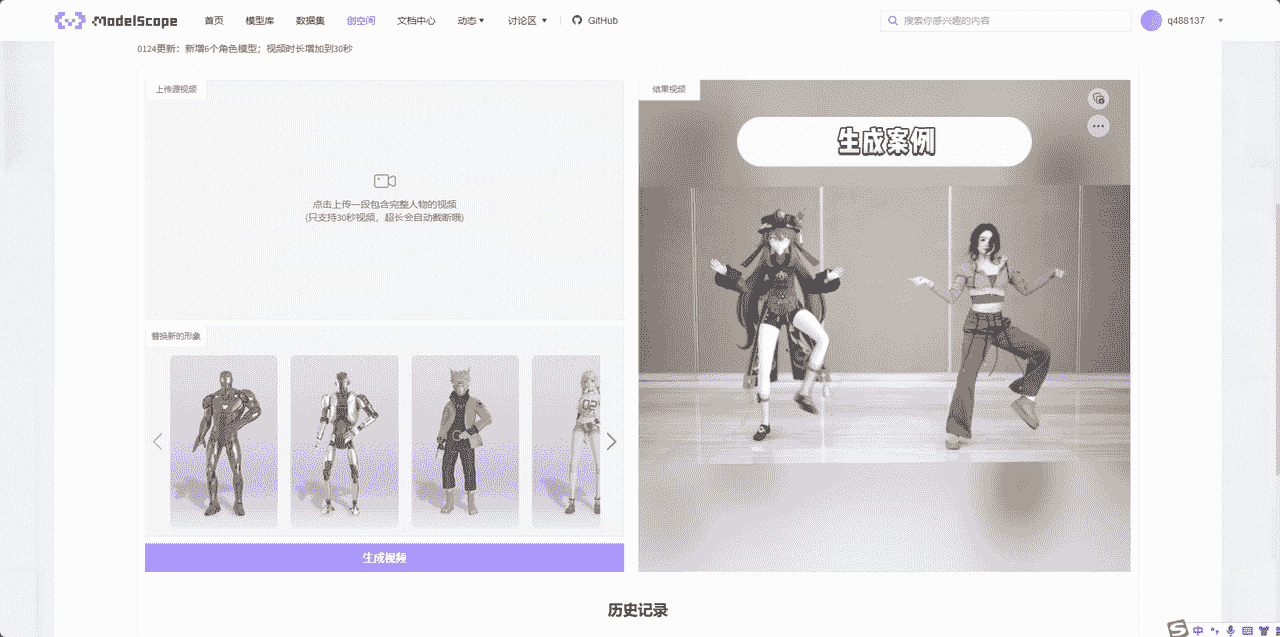 ModelScope 首页 模型库 数据集 创空间 文档中心 动态 讨论区 GitHub 搜索你感兴趣的内容 q488137
0124更新：新增6个角色模型；视频时长增加到30秒
上传源视频
点击上传一段包含完整人物的视频
(只支持30秒视频，超长会自动截断哦)
替换新的形象
02
生成视频
结果视频
生成案例
历史记录
S 中